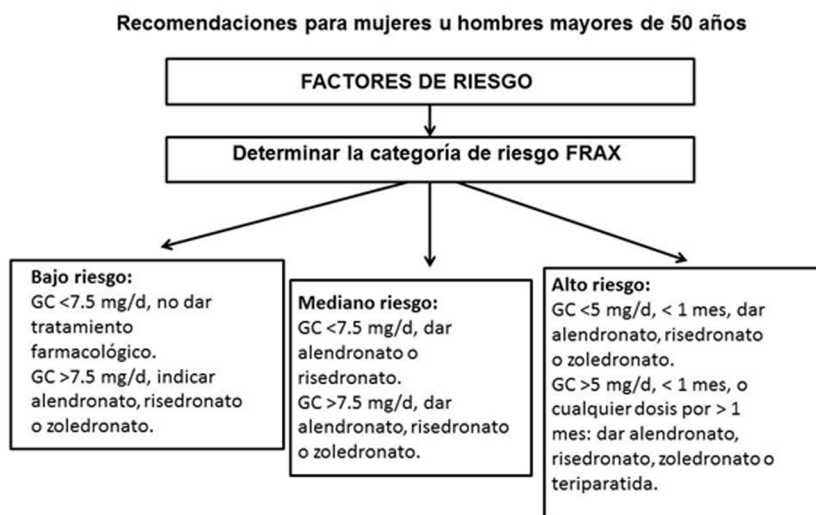 Recomendaciones para mujeres u hombres mayores de 50 años
FACTORES DE RIESGO
Determinar la categoría de riesgo FRAX
Bajo riesgo:
GC <7.5 mg/d, no dar
tratamiento
farmacológico.
GC >7.5 mg/d, indicar
alendronato, risedronato
o zoledronato.
Mediano riesgo:
GC <7.5 mg/d, dar
alendronato o
risedronato.
GC >7.5 mg/d, dar
alendronato, risedronato
o zoledronato.
Alto riesgo:
GC <5 mg/d, < 1 mes, dar
alendronato, risedronato
o zoledronato.
GC >5 mg/d, < 1 mes, o
cualquier dosis por > 1
mes: dar alendronato,
risedronato, zoledronato o
teriparatida.